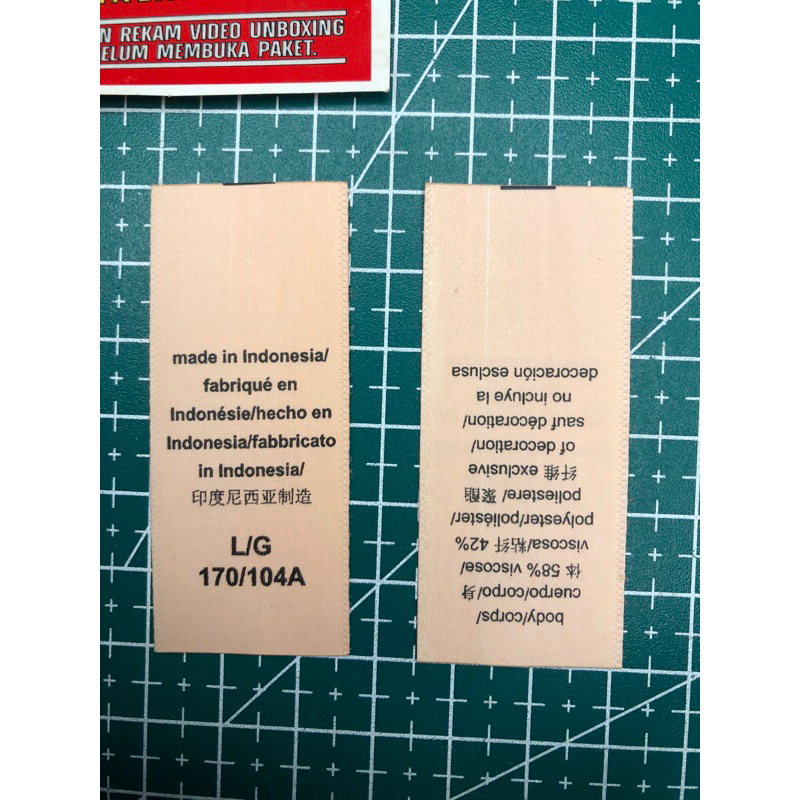 N REKAM VIDEO UNBOXING
ELUM MEMBUKA PAKET.
made in Indonesia/
fabriqué en
Indonésie/hecho en
Indonesia/fabbricato
in Indonesia/
印度尼西亚制造
L/G
170/104A
body/corps/
cuerpo/corpo/身
体 58% viscose/
viscosa/粘纤 42%
polyester/poliéster/
poliestere/ 聚酯
纤维 exclusive
of decoration/
sauf décoration/
no incluye la
decoración esclusa